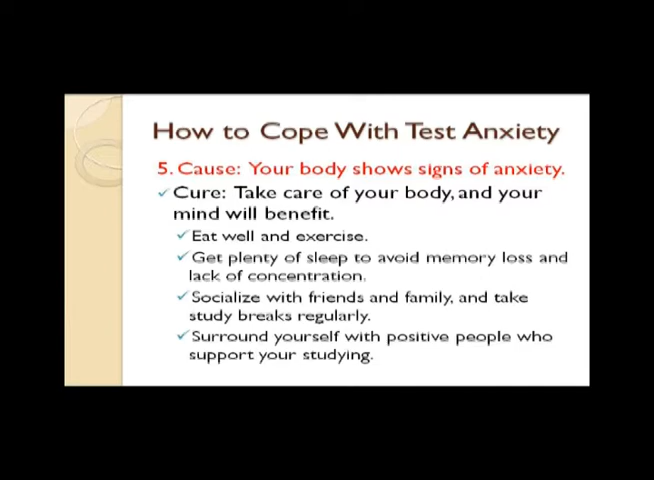 How to Cope With Test Anxiety
5. Cause: Your body shows signs of anxiety.
Cure: Take care of your body, and your
mind will benefit.
Eat well and exercise.
Get plenty of sleep to avoid memory loss and
lack of concentration.
Socialize with friends and family, and take
study breaks regularly.
Surround yourself with positive people who
support your studying.